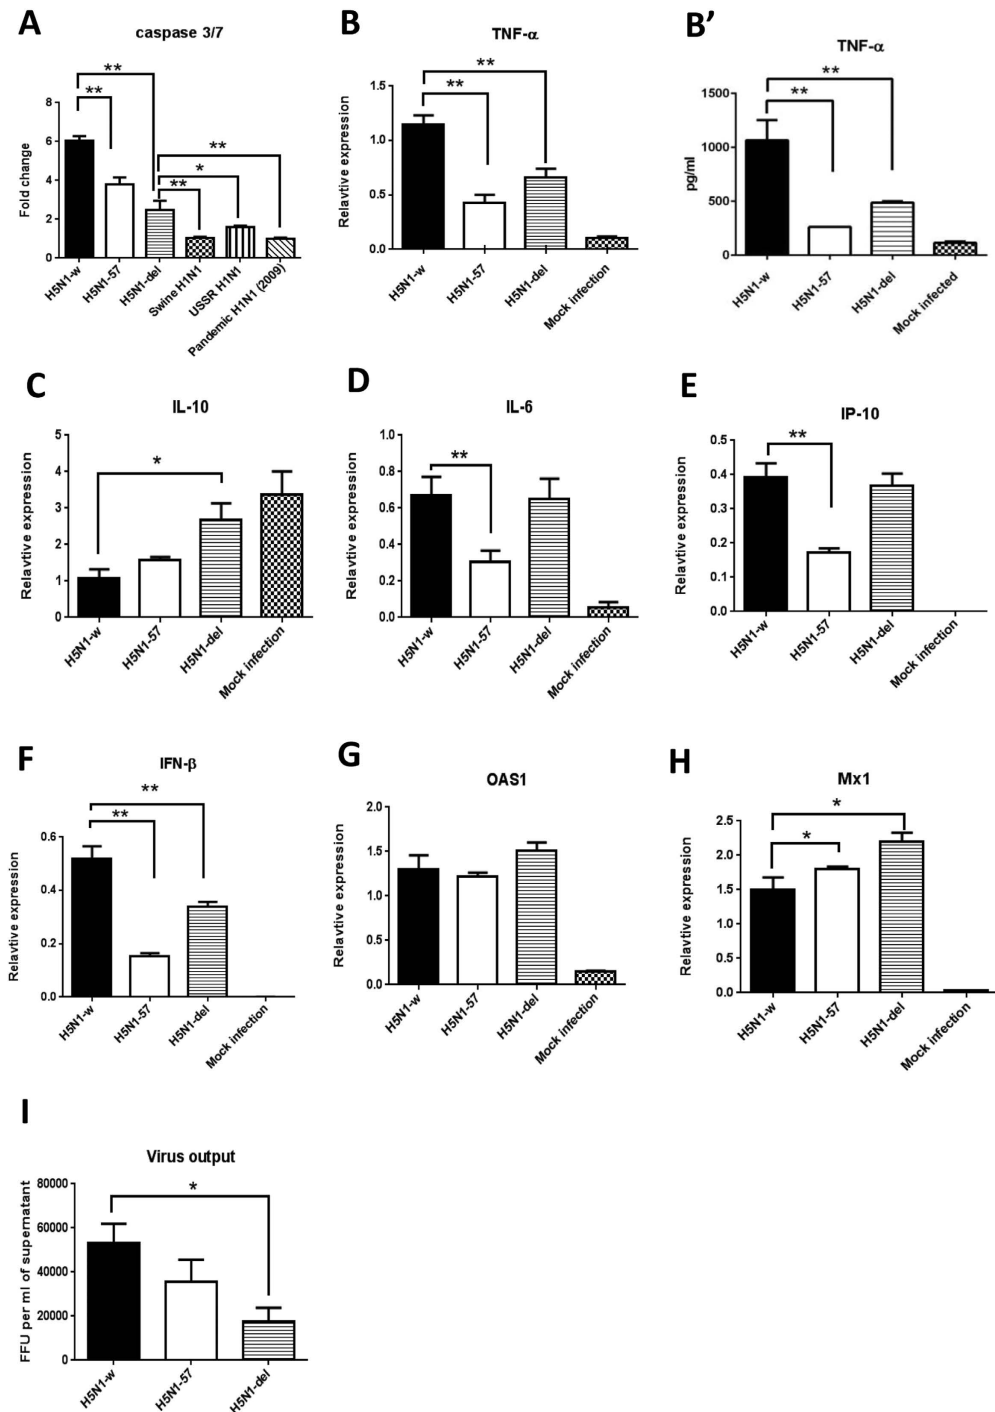 A
caspase 3/7
**
**
**
*
**
Fold change
8
6
4
2
0
H5N1-w
H5N1-57
H5N1-del
Swine H1N1
USSR H1N1
Pandemic H1N1 (2009)
B
TNF-α
**
**
Relavtive expression
1.5
1.0
0.5
0.0
H5N1-w
H5N1-57
H5N1-del
Mock infection
B’
TNF-α
**
**
pg/ml
1500
1000
500
0
H5N1-w
H5N1-57
H5N1-del
Mock infected
C
IL-10
*
Relavtive expression
5
4
3
2
1
0
H5N1-w
H5N1-57
H5N1-del
Mock infection
D
IL-6
**
Relavtive expression
0.8
0.6
0.4
0.2
0.0
H5N1-w
H5N1-57
H5N1-del
Mock infection
E
IP-10
**
Relavtive expression
0.5
0.4
0.3
0.2
0.1
0.0
H5N1-w
H5N1-57
H5N1-del
Mock infection
F
IFN-β
**
**
Relavtive expression
0.6
0.4
0.2
0.0
H5N1-w
H5N1-57
H5N1-del
Mock infection
G
OAS1
Relavtive expression
2.0
1.5
1.0
0.5
0.0
H5N1-w
H5N1-57
H5N1-del
Mock infection
H
Mx1
*
*
Relavtive expression
2.5
2.0
1.5
1.0
0.5
0.0
H5N1-w
H5N1-57
H5N1-del
Mock infection
I
Virus output
*
FFU per ml of supernatant
80000
60000
40000
20000
0
H5N1-w
H5N1-57
H5N1-del